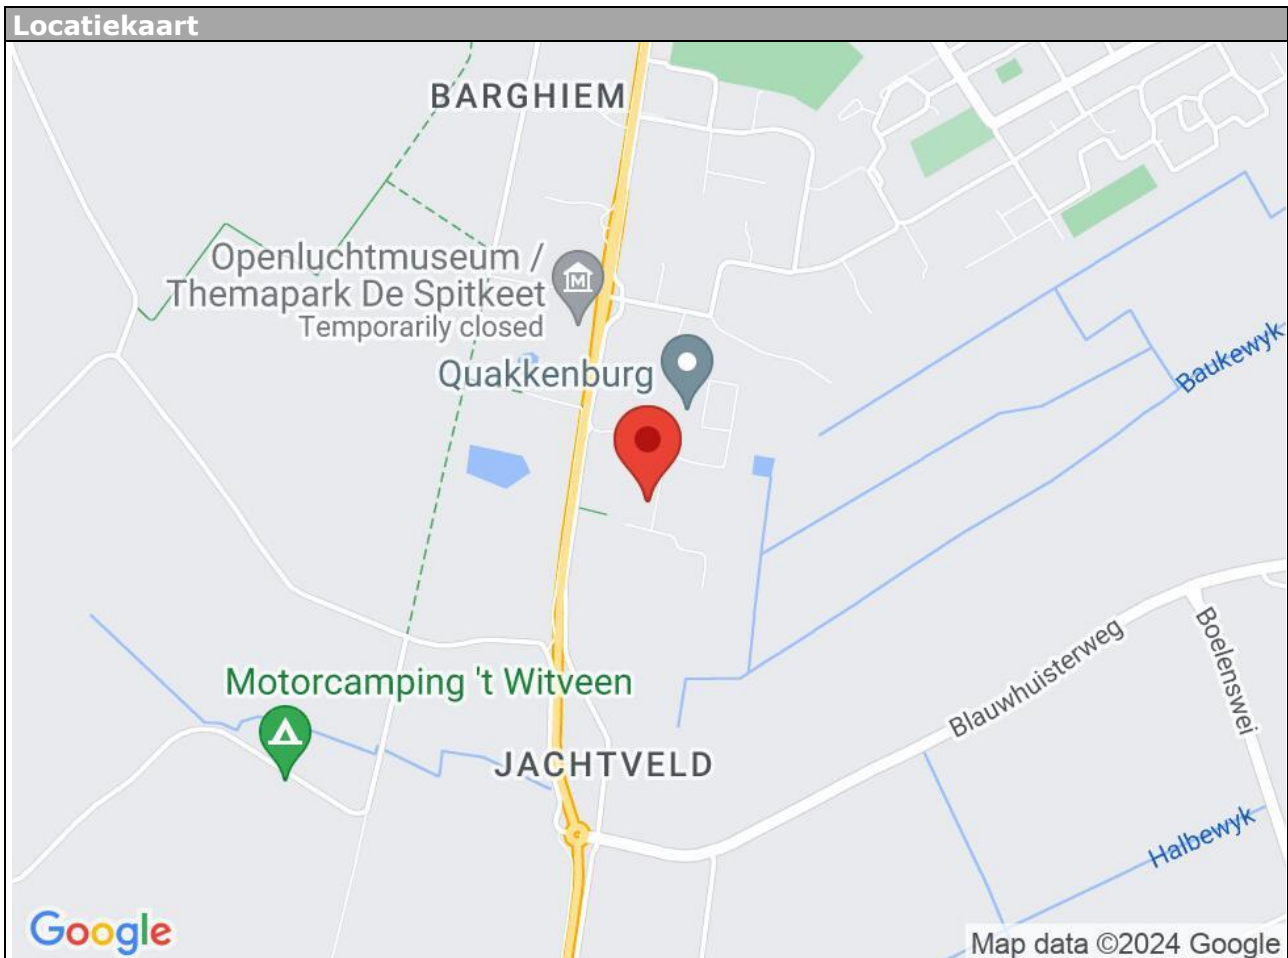 Locatiekaart
BARGHIEM
Openluchtmuseum /
Themapark De Spitkeet
Temporarily closed
M
Quakkenburg
Baukewyk
Blauwhuisterweg
Boelenswei
Motorcamping 't Witveen
JACHTVELD
Halbewyk
Google
Map data ©2024 Google